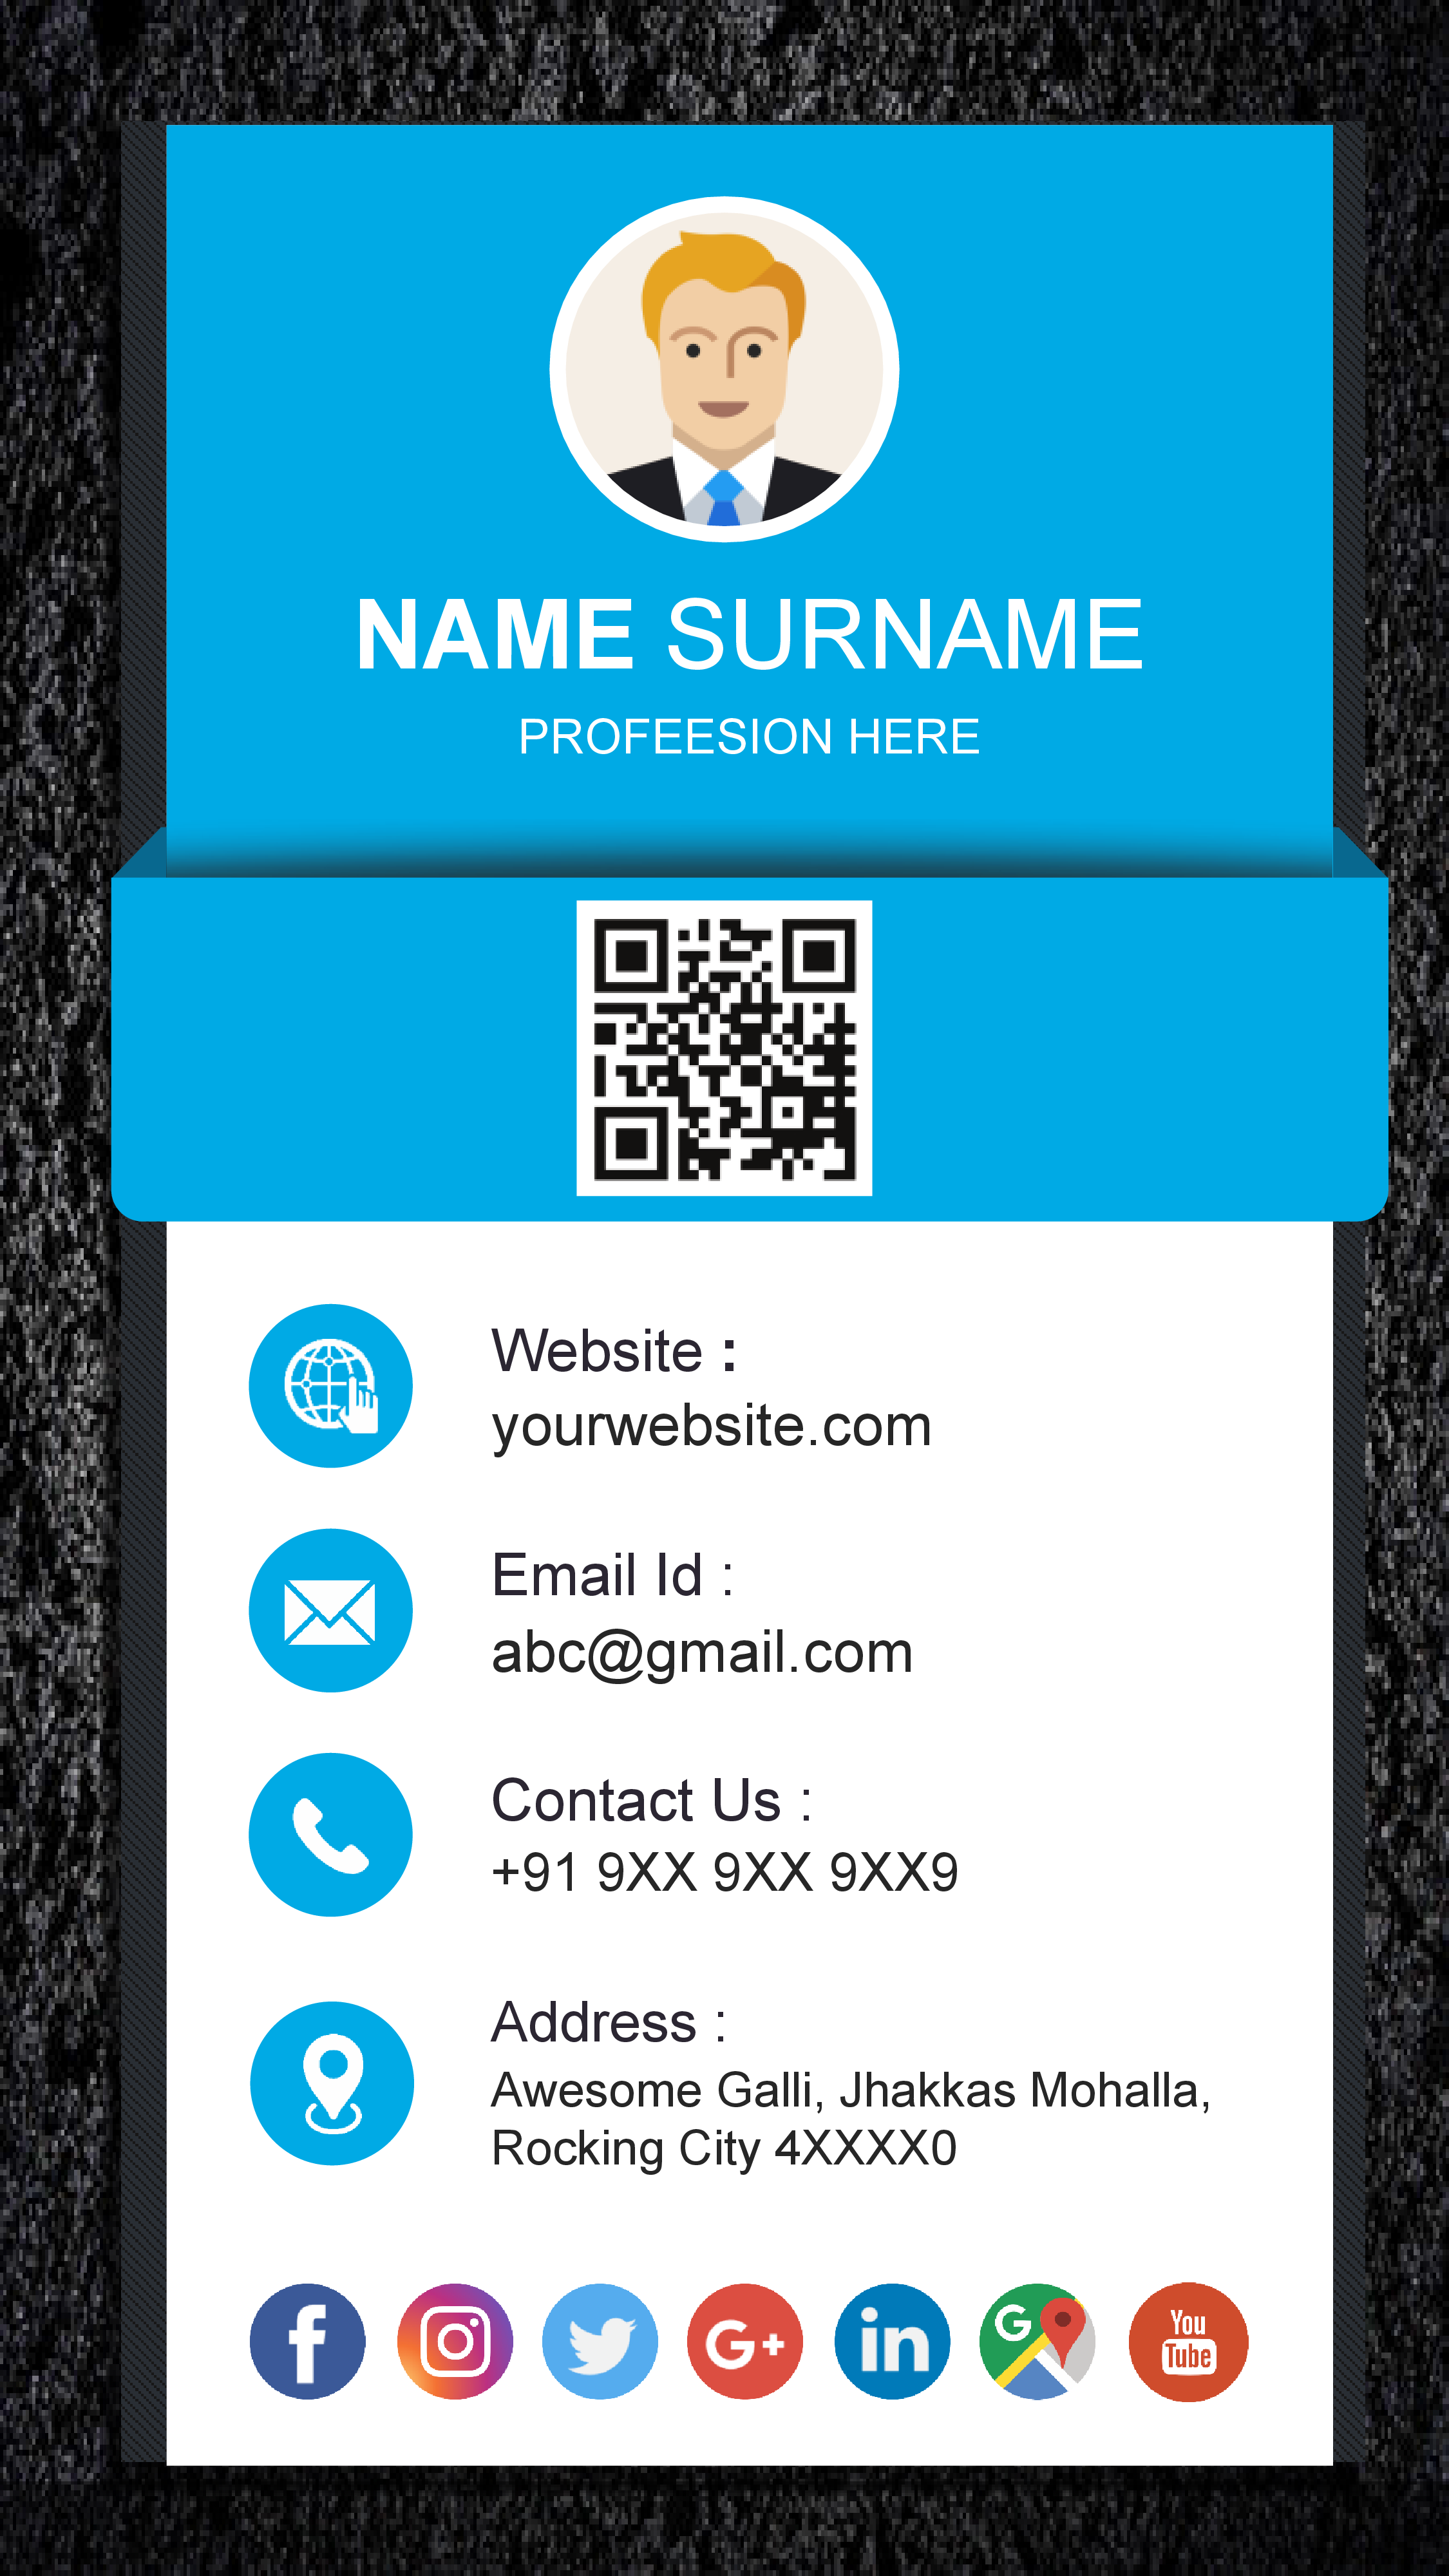 NAME SURNAME
PROFEESION HERE
Website :
yourwebsite.com
Email Id :
abc@gmail.com
Contact Us :
+91 9XX 9XX 9XX9
Address :
Awesome Galli, Jhakkas Mohalla,
Rocking City 4XXXX0
f
G+
in
G
You
Tube